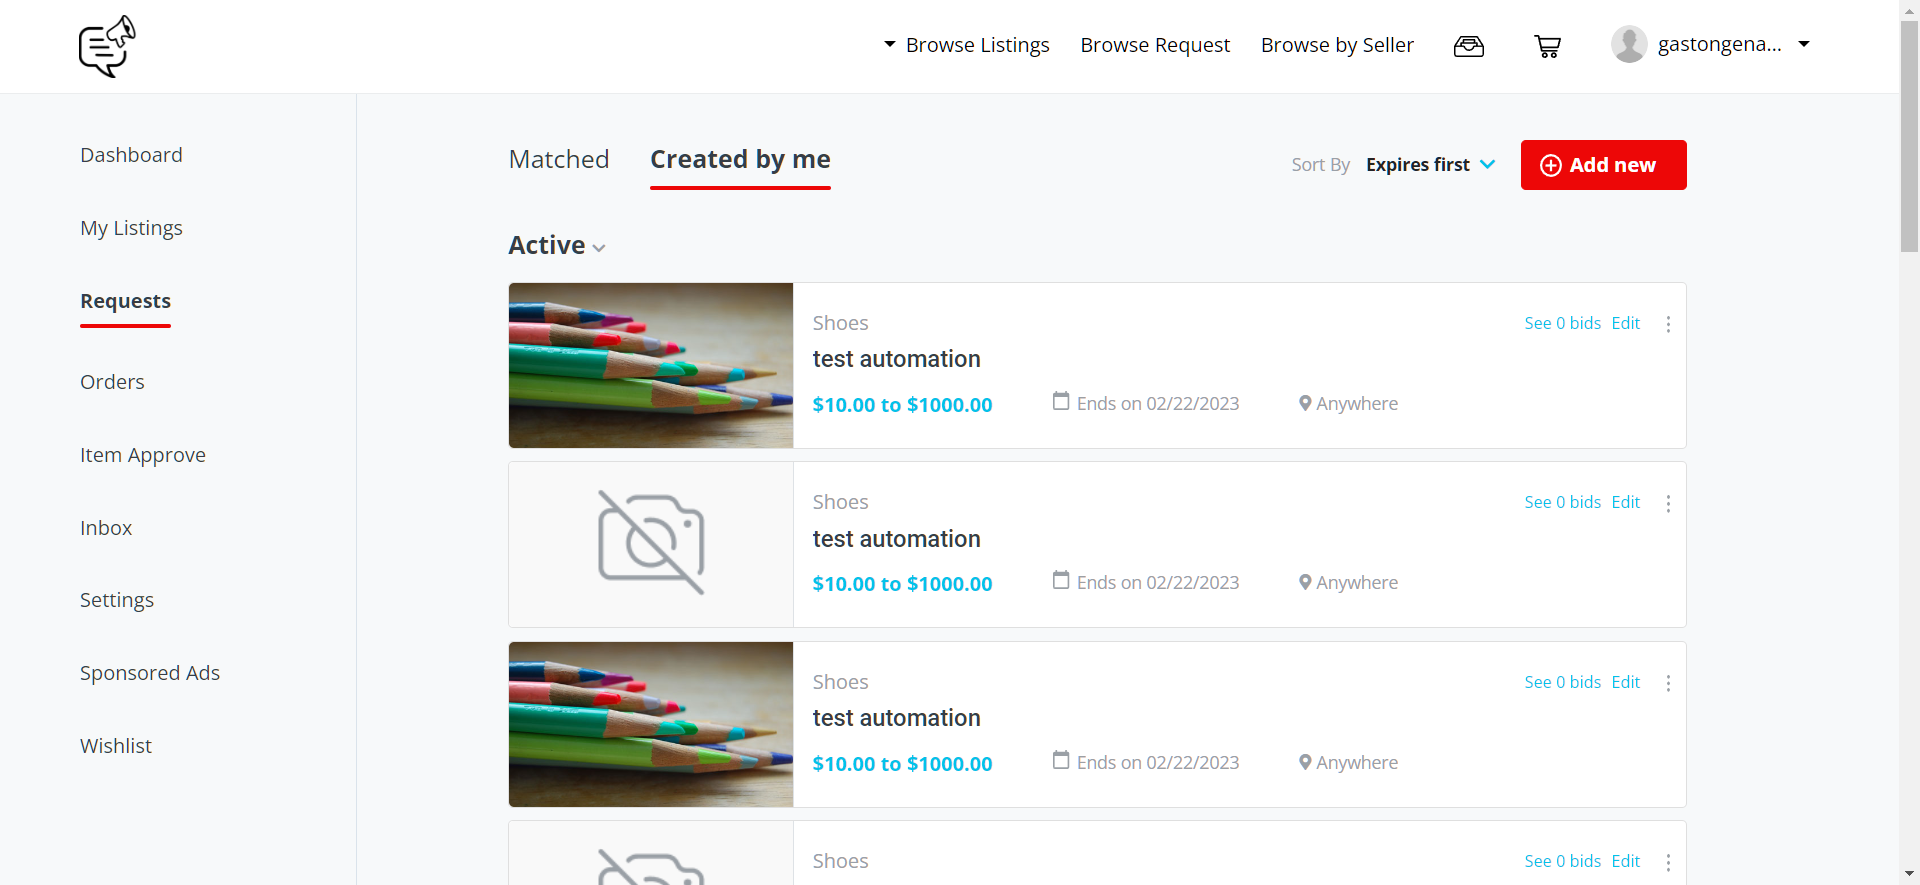 Browse Listings Browse Request Browse by Seller gastongena...
Dashboard
My Listings
Requests
Orders
Item Approve
Inbox
Settings
Sponsored Ads
Wishlist
Matched Created by me Sort By Expires first Add new
Active
Shoes See 0 bids Edit
test automation
$10.00 to $1000.00 Ends on 02/22/2023 Anywhere
Shoes See 0 bids Edit
test automation
$10.00 to $1000.00 Ends on 02/22/2023 Anywhere
Shoes See 0 bids Edit
test automation
$10.00 to $1000.00 Ends on 02/22/2023 Anywhere
Shoes See 0 bids Edit